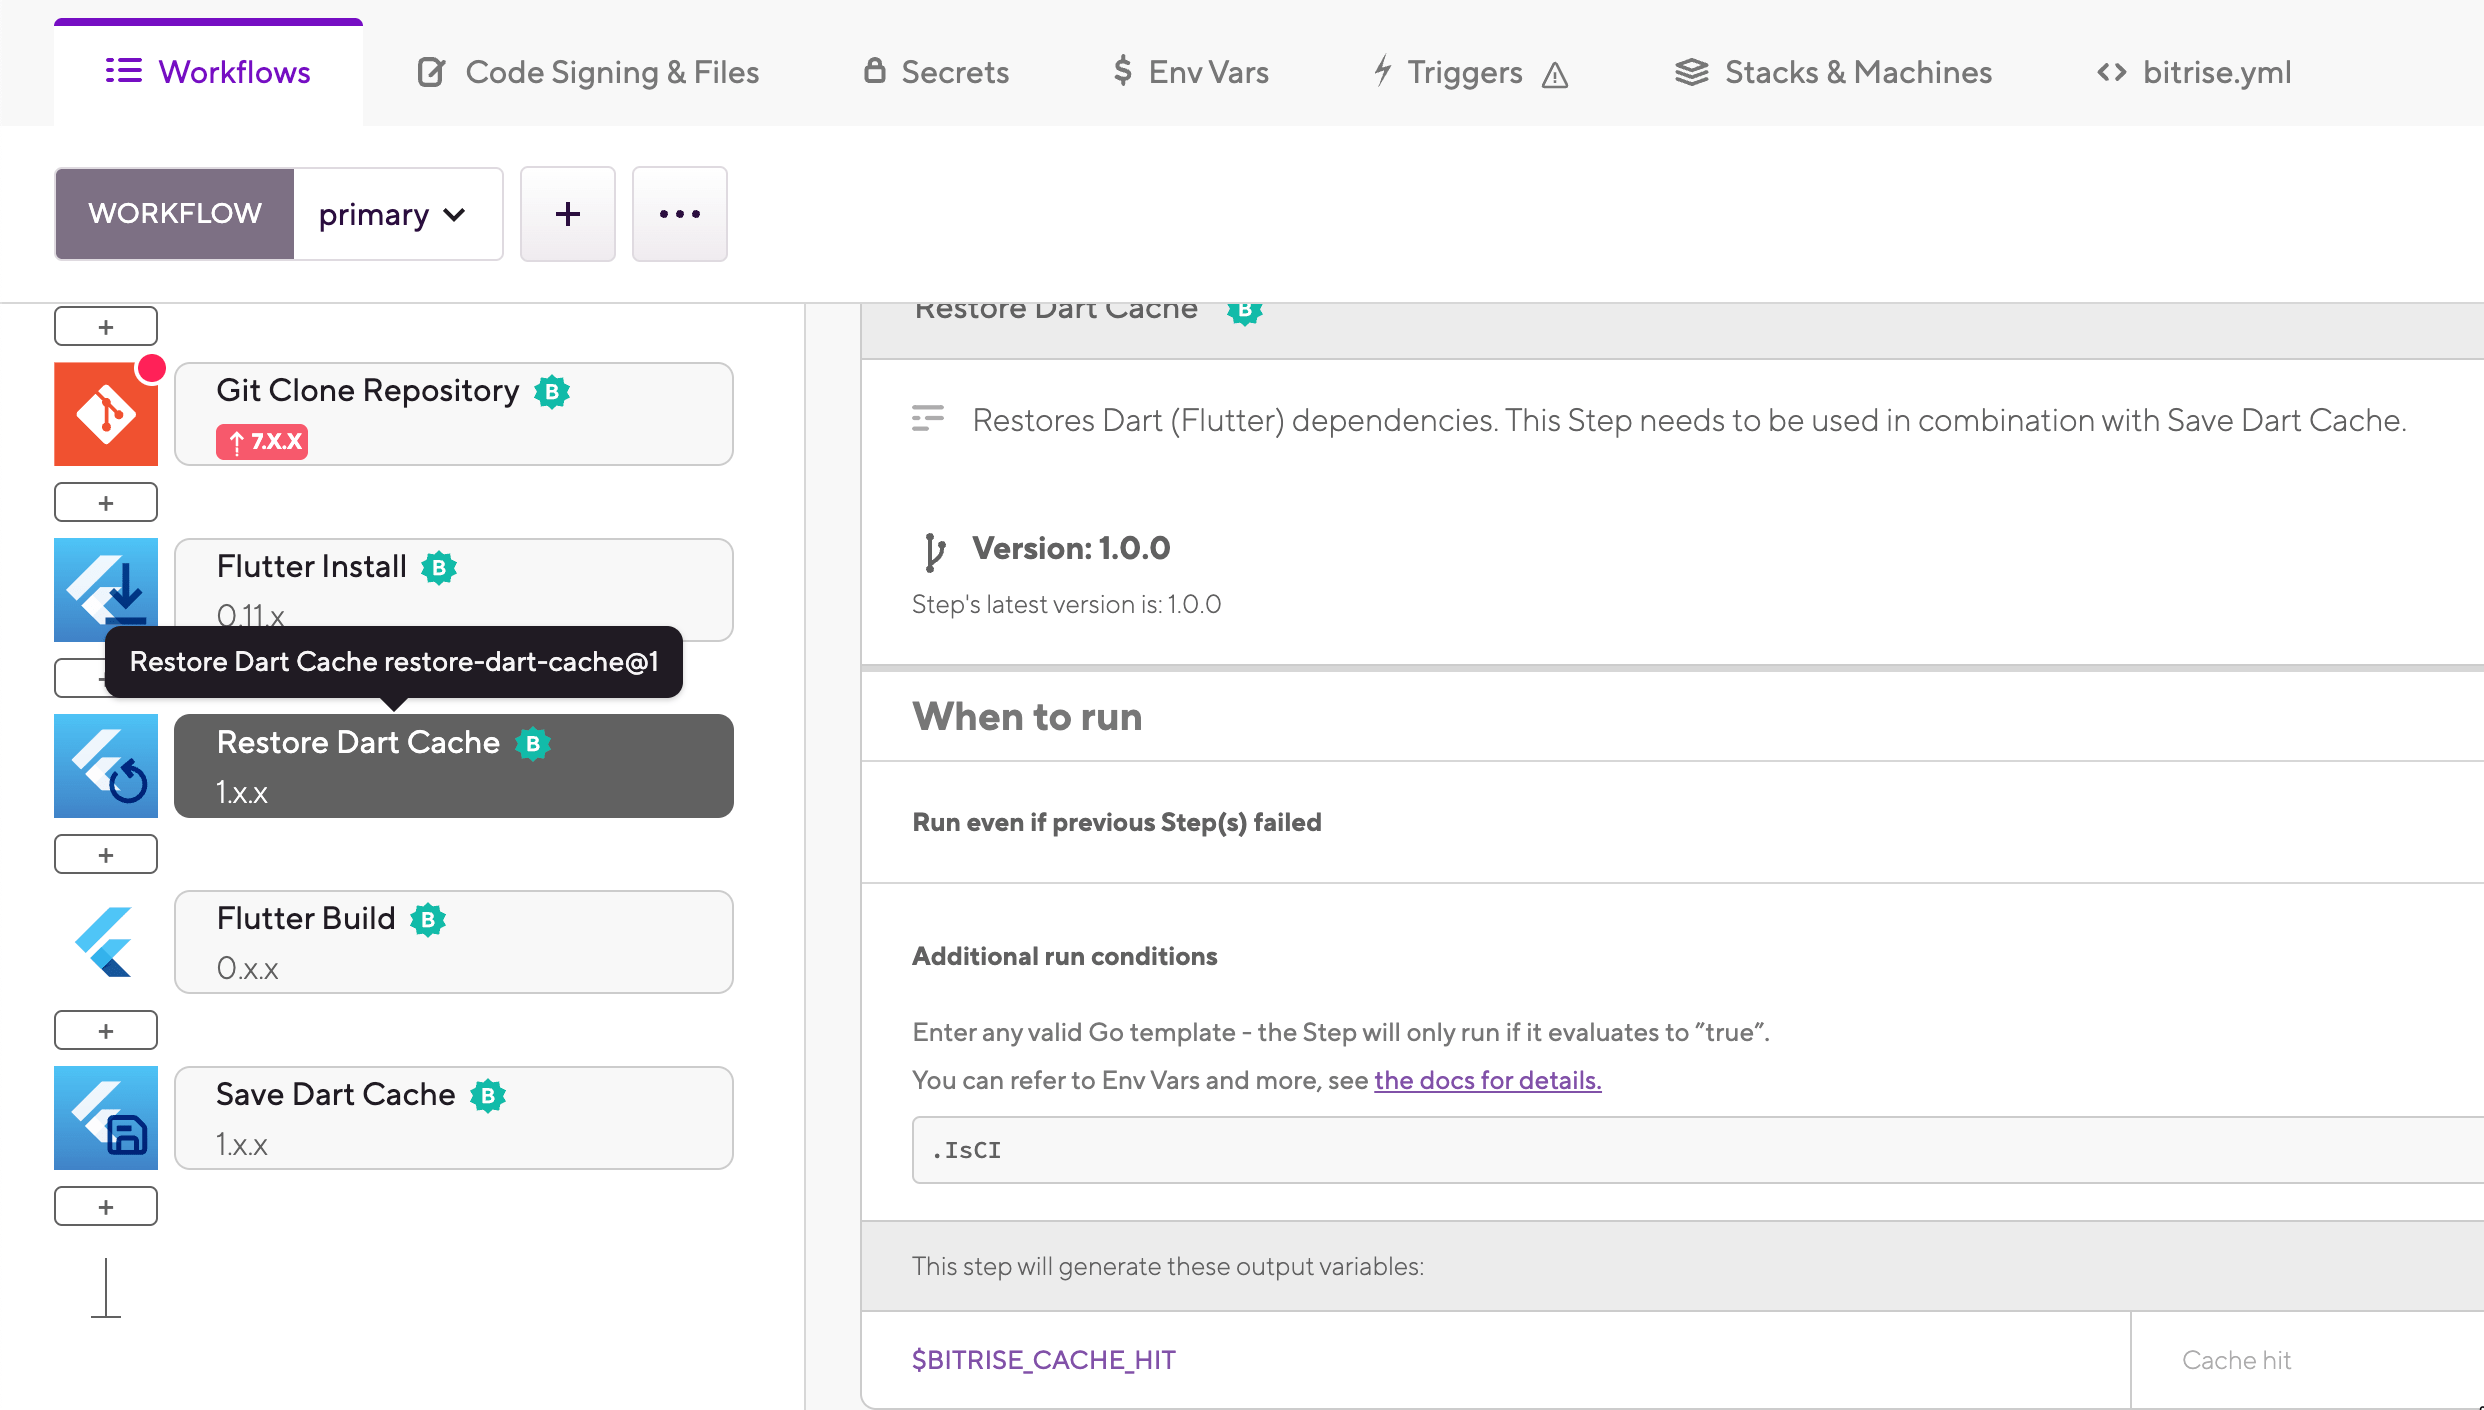 Workflows
Code Signing & Files
Secrets
$ Env Vars
Triggers
Stacks & Machines
<> bitrise.yml
WORKFLOW
primary
+
...
+
Git Clone Repository B
↑ 7.X.X
+
Flutter Install B
0.11.x
Restore Dart Cache restore-dart-cache@1
Restore Dart Cache B
1.x.x
+
Flutter Build B
0.x.x
+
Save Dart Cache B
1.x.x
+
Restore Dart Cache B
Restores Dart (Flutter) dependencies. This Step needs to be used in combination with Save Dart Cache.
Version: 1.0.0
Step's latest version is: 1.0.0
When to run
Run even if previous Step(s) failed
Additional run conditions
Enter any valid Go template - the Step will only run if it evaluates to ”true”.
You can refer to Env Vars and more, see the docs for details.
.IsCI
This step will generate these output variables:
$BITRISE_CACHE_HIT
Cache hit